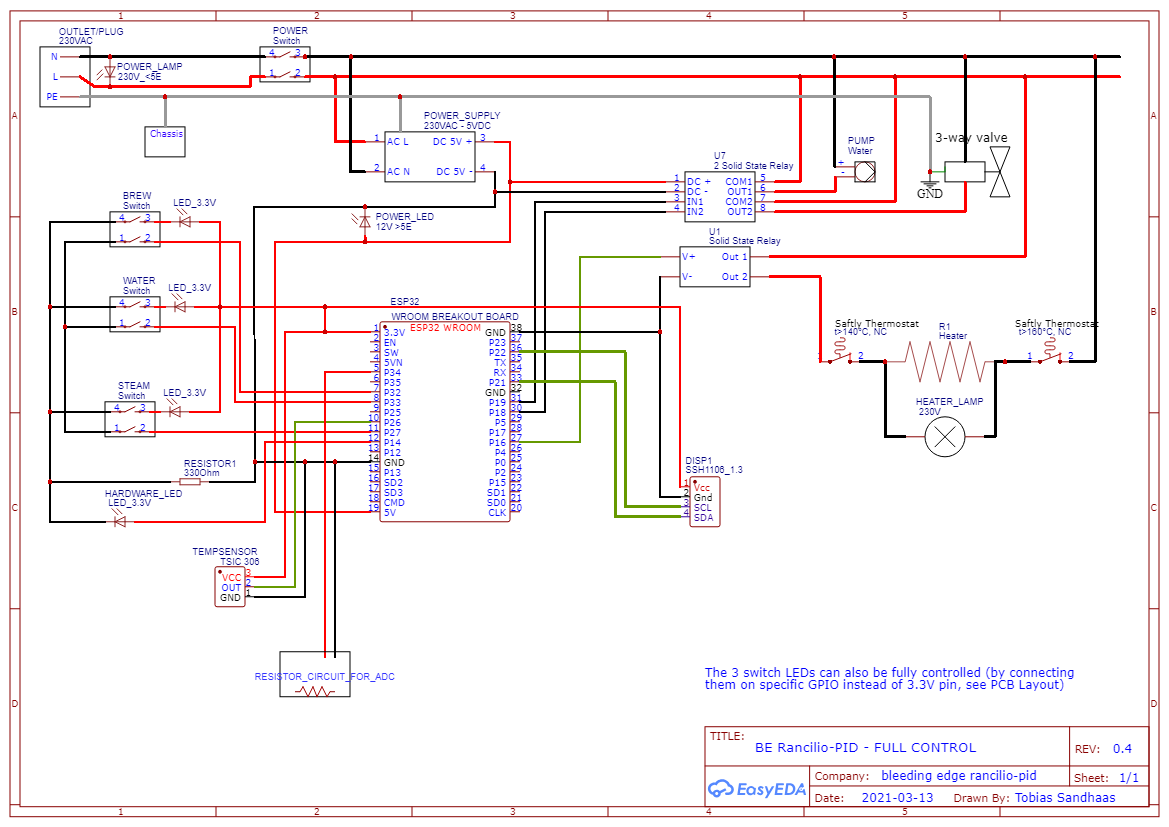 1 2 3 4 5
A
B
C
D
A
B
C
D
1 2 3 4 5
OUTLET/PLUG
230VAC
N
L
PE
POWER_LAMP
230V_<5E
POWER
Switch
4 3
1 2
Chassis
POWER_SUPPLY
230VAC - 5VDC
1 AC L DC 5V + 3
2 AC N DC 5V - 4
POWER_LED
12V >5E
U7
2 Solid State Relay
1 DC + COM1 5
2 DC - OUT1 6
3 IN1 COM2 7
4 IN2 OUT2 8
PUMP
Water
+
-
3-way valve
GND
U1
Solid State Relay
V+ Out 1
V- Out 2
BREW
Switch
4 3
1 2
LED_3.3V
WATER
Switch
4 3
1 2
LED_3.3V
STEAM
Switch
4 3
1 2
LED_3.3V
RESISTOR1
330Ohm
HARDWARE_LED
LED_3.3V
ESP32
WROOM BREAKOUT BOARD
ESP32 WROOM
1 3.3V GND 38
2 EN P23 37
3 SW P22 36
4 5VN TX 35
5 P34 RX 34
6 P35 P21 33
7 P32 GND 32
8 P33 P19 31
9 P25 P18 30
10 P26 P5 29
11 P27 P17 28
12 P14 P16 27
13 P12 P4 26
14 GND P0 25
15 P13 P2 24
16 SD2 P15 23
17 SD3 SD1 22
18 CMD SD0 21
19 5V CLK 20
Saftly Thermostat
t>140°C, NC
1 2
R1
Heater
Saftly Thermostat
t>160°C, NC
1 2
HEATER_LAMP
230V
DISP1
SSH1106_1.3
1 Vcc
2 Gnd
3 SCL
4 SDA
TEMPSENSOR
TSIC 306
VCC 3
OUT 2
GND 1
RESISTOR_CIRCUIT_FOR_ADC
The 3 switch LEDs can also be fully controlled (by connecting
them on specific GPIO instead of 3.3V pin, see PCB Layout)
TITLE:
BE Rancilio-PID - FULL CONTROL
REV: 0.4
EasyEDA
Company: bleeding edge rancilio-pid
Sheet: 1/1
Date: 2021-03-13 Drawn By: Tobias Sandhaas